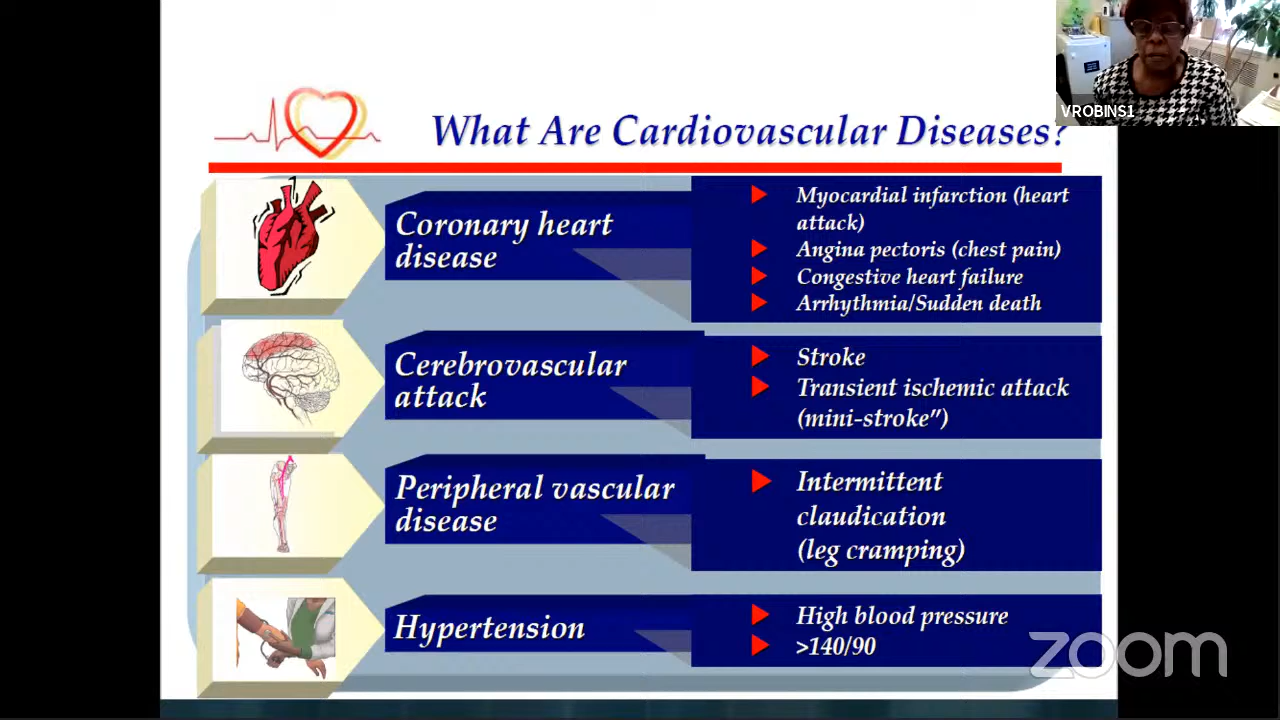 VROBINS1
What Are Cardiovascular Diseases?
Coronary heart
disease
Myocardial infarction (heart
attack)
Angina pectoris (chest pain)
Congestive heart failure
Arrhythmia/Sudden death
Cerebrovascular
attack
Stroke
Transient ischemic attack
(mini-stroke”)
Peripheral vascular
disease
Intermittent
claudication
(leg cramping)
Hypertension
High blood pressure
>140/90
zoom